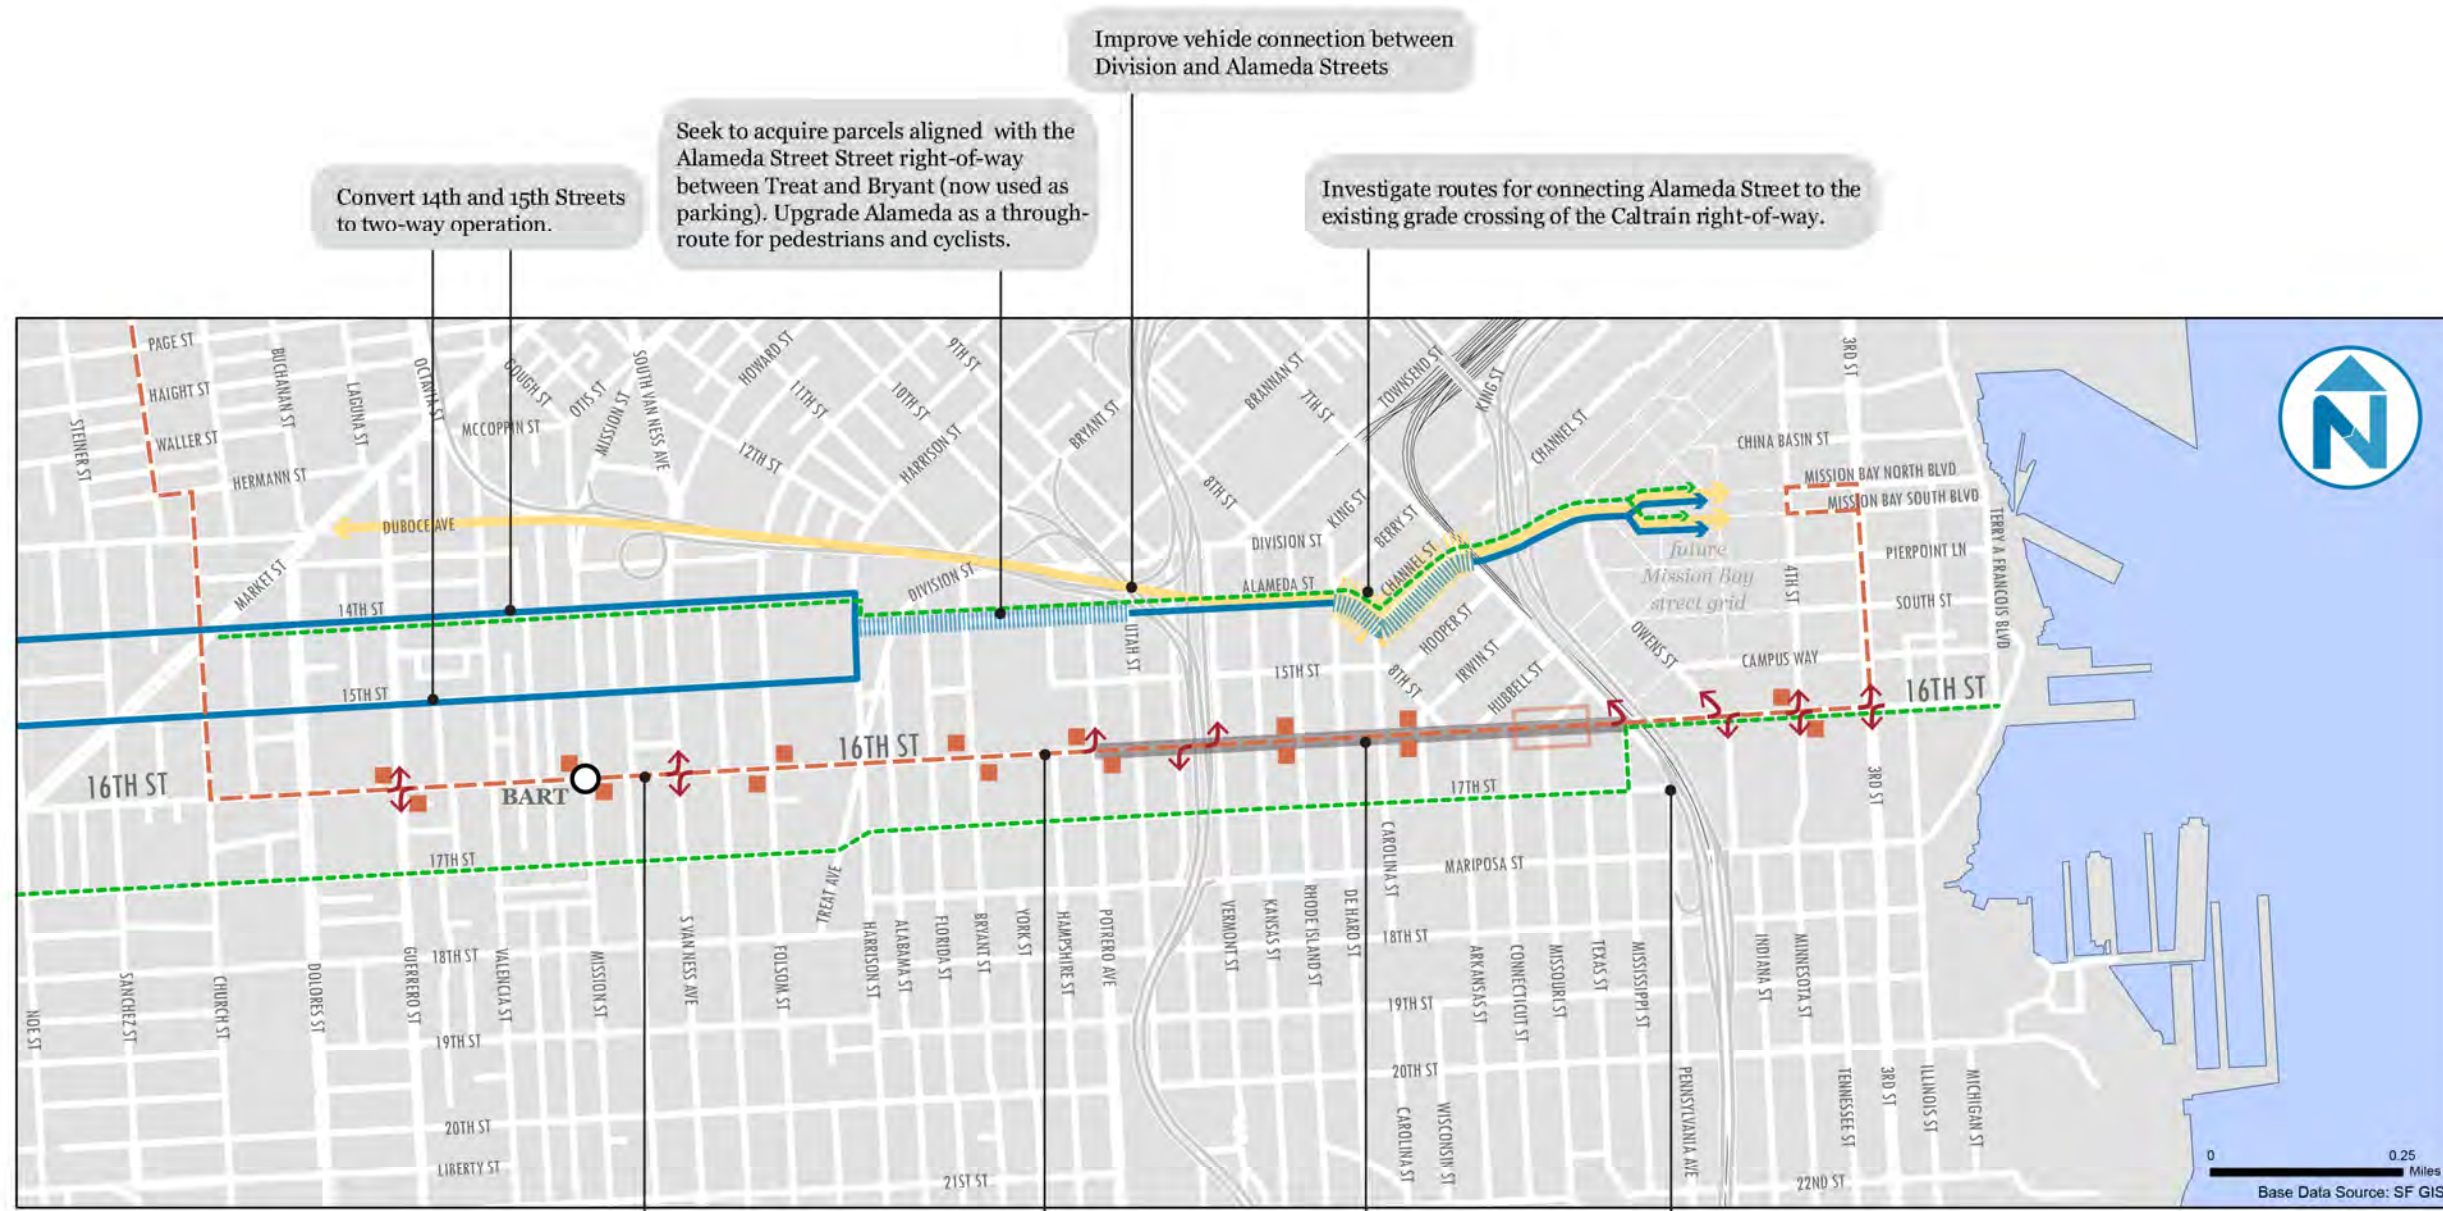 Improve vehicle connection between
Division and Alameda Streets
Seek to acquire parcels aligned with the
Alameda Street Street right-of-way
between Treat and Bryant (now used as
parking). Upgrade Alameda as a through-
route for pedestrians and cyclists.
Convert 14th and 15th Streets
to two-way operation.
Investigate routes for connecting Alameda Street to the
existing grade crossing of the Caltrain right-of-way.
PAGE ST
HAIGHT ST
WALLER ST
HERMANN ST
STEINER ST
BUCHANAN ST
LAGUNA ST
OCTAVIA ST
GOUGH ST
OTIS ST
MCCOPPIN ST
MISSION ST
SOUTH VAN NESS AVE
HOWARD ST
12TH ST
11TH ST
10TH ST
9TH ST
HARRISON ST
BRYANT ST
8TH ST
BRANNAN ST
7TH ST
TOWNSEND ST
KING ST
KING ST
BERRY ST
CHANNEL ST
CHANNEL ST
3RD ST
CHINA BASIN ST
MISSION BAY NORTH BLVD
MISSION BAY SOUTH BLVD
TERRY A FRANCOIS BLVD
PIERPOINT LN
SOUTH ST
4TH ST
future
Mission Bay
street grid
OWENS ST
CAMPUS WAY
16TH ST
N
DUBOCE AVE
MARKET ST
14TH ST
15TH ST
DIVISION ST
DIVISION ST
ALAMEDA ST
UTAH ST
15TH ST
8TH ST
HOOPER ST
IRWIN ST
HUBBELL ST
16TH ST
16TH ST
BART
17TH ST
17TH ST
3RD ST
MARIPOSA ST
CAROLINA ST
TREAT AVE
18TH ST
18TH ST
19TH ST
19TH ST
20TH ST
20TH ST
LIBERTY ST
21ST ST
22ND ST
NOE ST
SANCHEZ ST
CHURCH ST
DOLORES ST
GUERRERO ST
VALENCIA ST
MISSION ST
S VAN NESS AVE
FOLSOM ST
HARRISON ST
ALABAMA ST
FLORIDA ST
BRYANT ST
YORK ST
HAMPSHIRE ST
POTRERO AVE
VERMONT ST
KANSAS ST
RHODE ISLAND ST
DE HARD ST
CAROLINA ST
WISCONSIN ST
ARKANSAS ST
CONNECTICUT ST
MISSOURI ST
TEXAS ST
MISSISSIPPI ST
PENNSYLVANIA AVE
INDIANA ST
MINNESOTA ST
TENNESSEE ST
3RD ST
ILLINOIS ST
MICHIGAN ST
0 0.25
Miles
Base Data Source: SF GIS